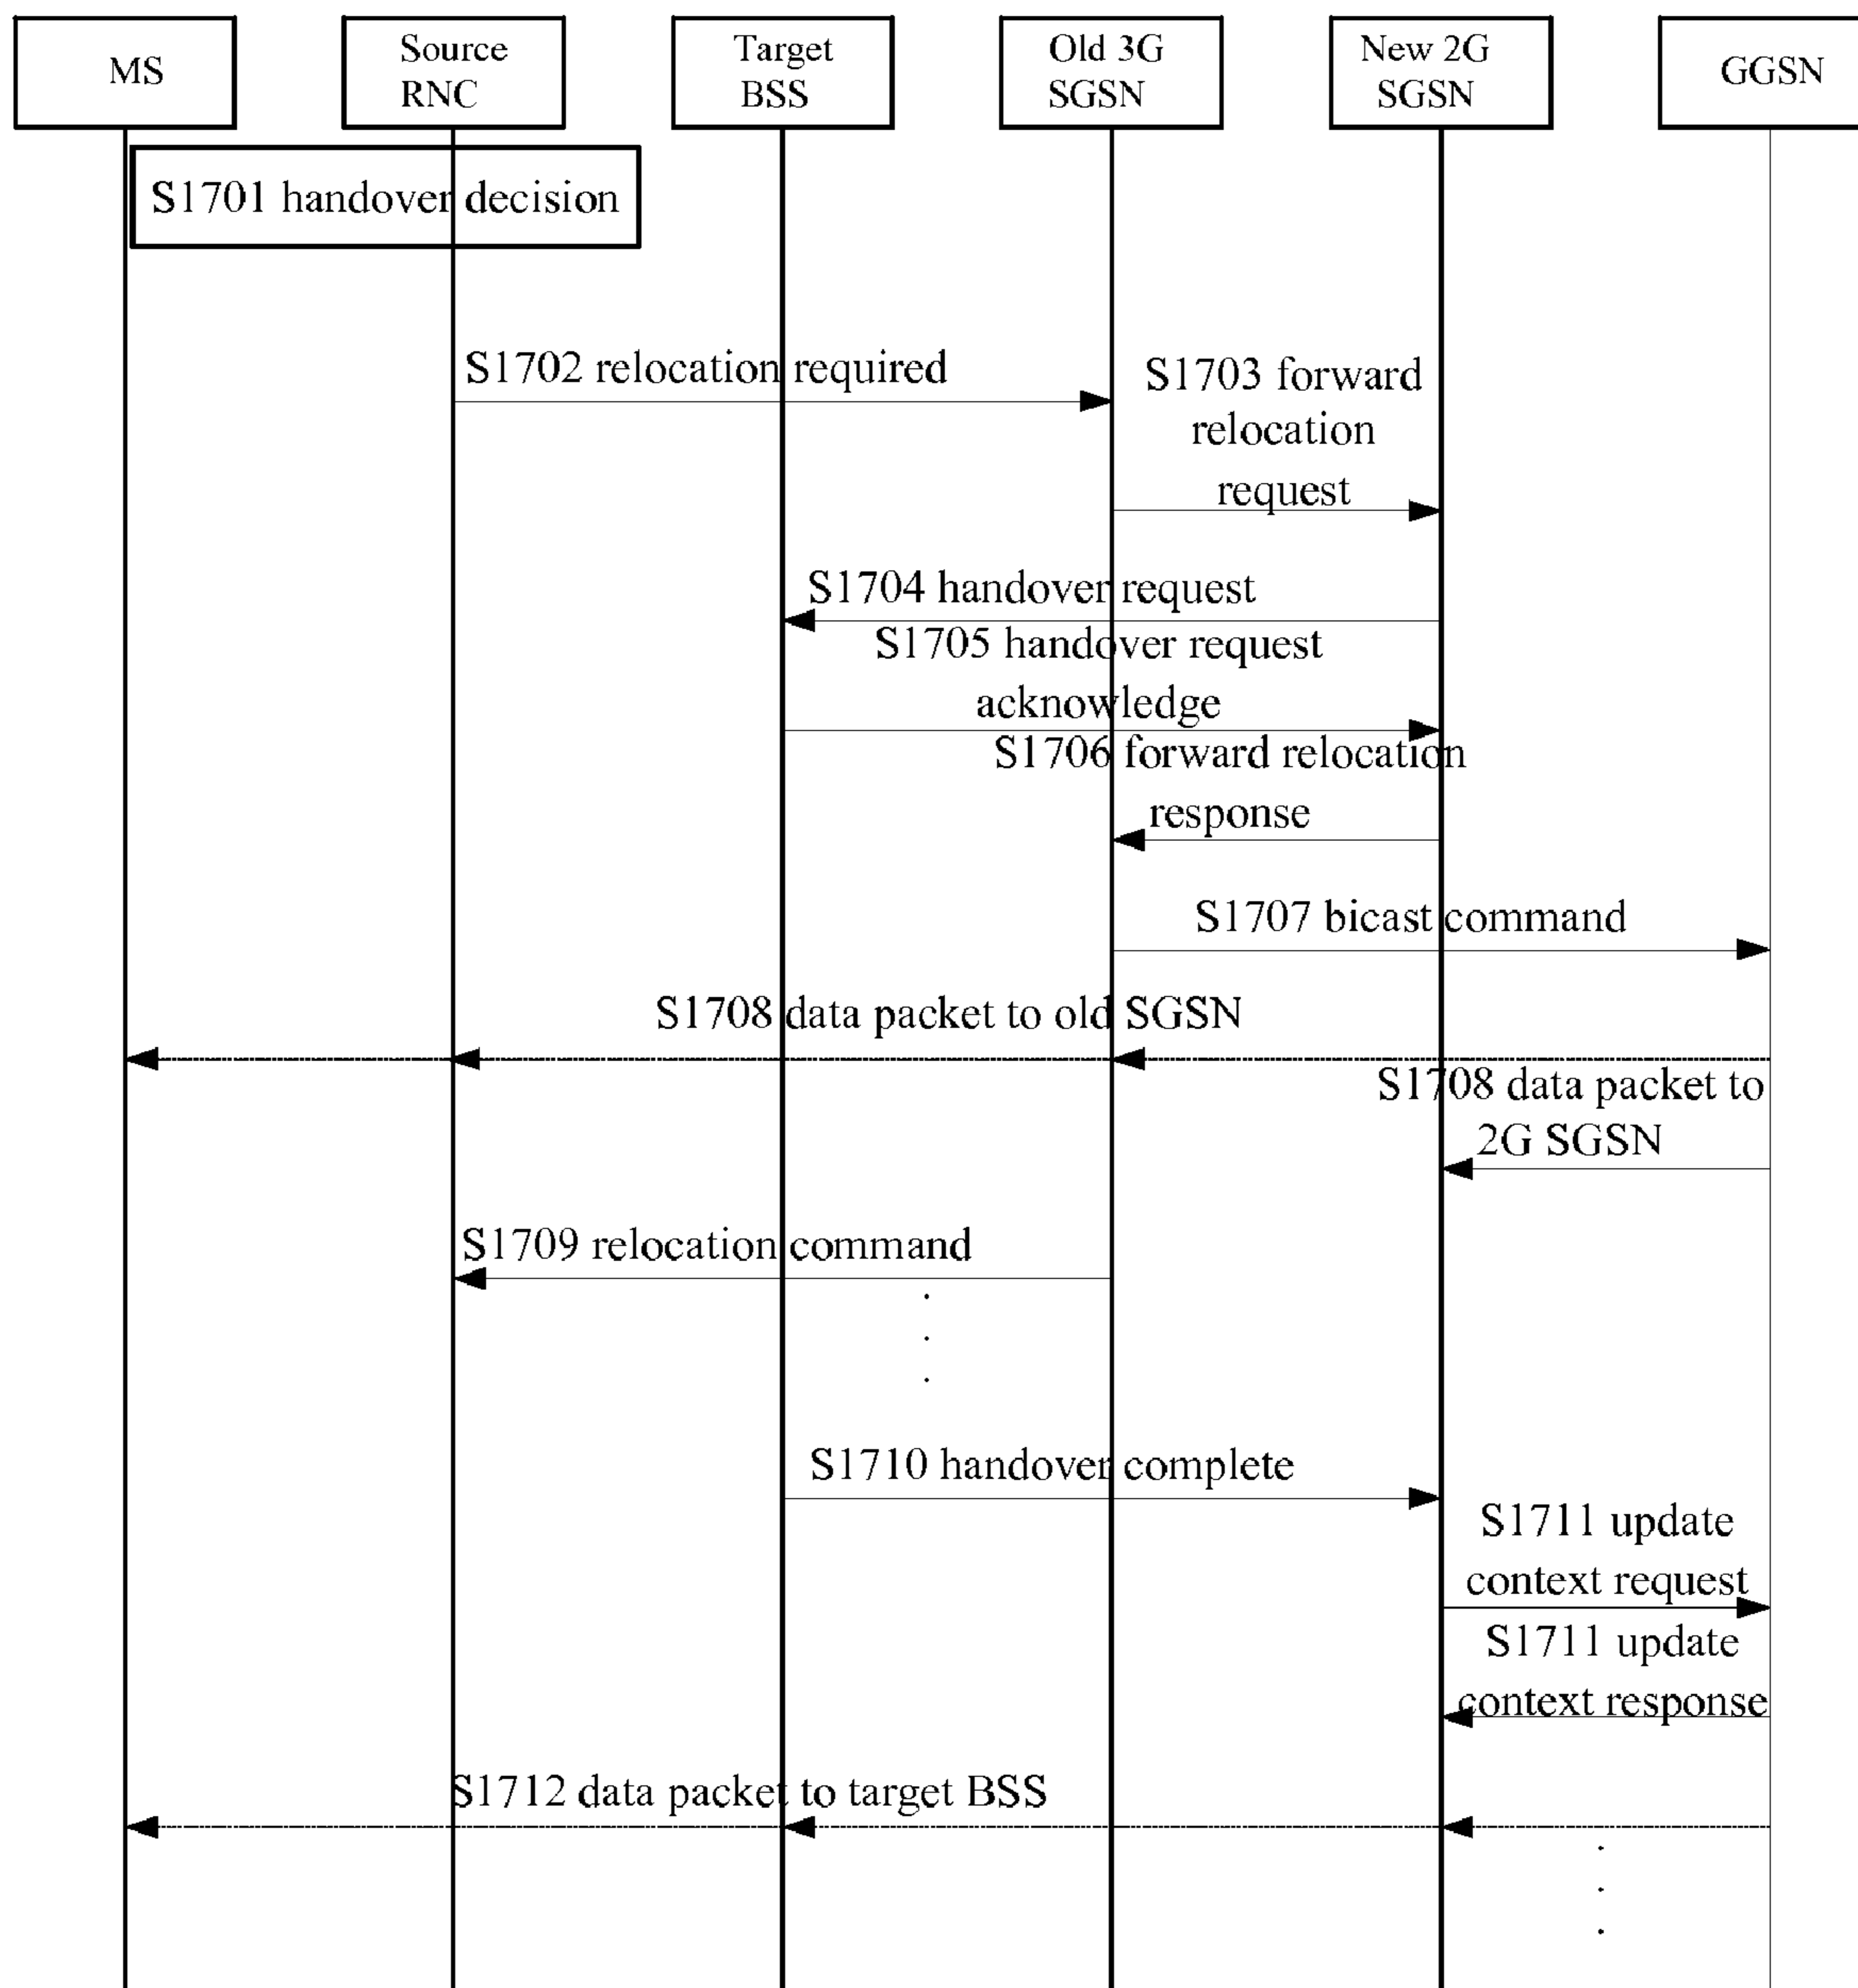 MS
Source
RNC
Target
BSS
Old 3G
SGSN
New 2G
SGSN
GGSN
S1701 handover decision
S1702 relocation required
S1703 forward
relocation
request
S1704 handover request
S1705 handover request
acknowledge
S1706 forward relocation
response
S1707 bicast command
S1708 data packet to old SGSN
S1708 data packet to
2G SGSN
S1709 relocation command
S1710 handover complete
S1711 update
context request
S1711 update
context response
S1712 data packet to target BSS